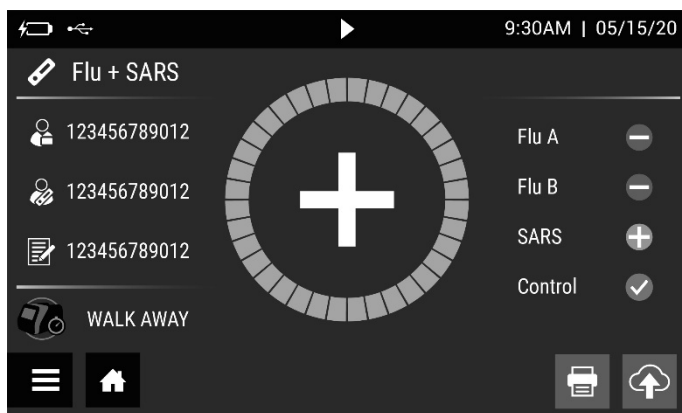 9:30AM | 05/15/20
Flu + SARS
123456789012
123456789012
123456789012
WALK AWAY
Flu A
Flu B
SARS
Control